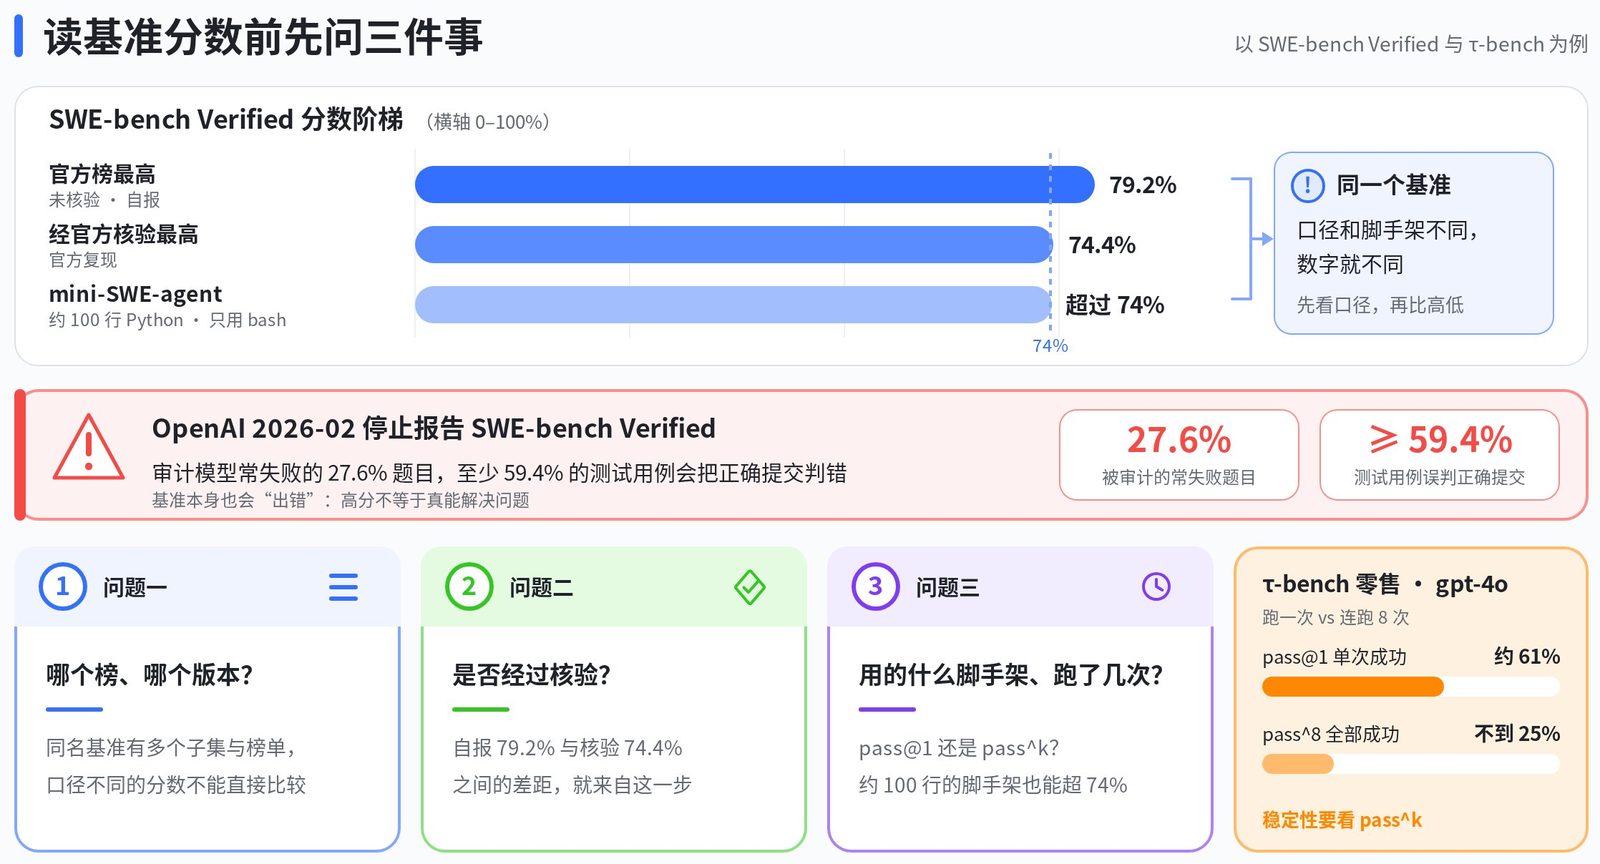 读基准分数前先问三件事
以 SWE-bench Verified 与 τ-bench 为例
SWE-bench Verified 分数阶梯 （横轴 0–100%）
官方榜最高
未核验 · 自报
79.2%
经官方核验最高
官方复现
74.4%
mini-SWE-agent
约 100 行 Python · 只用 bash
超过 74%
74%
! 同一个基准
口径和脚手架不同，
数字就不同
先看口径，再比高低
OpenAI 2026-02 停止报告 SWE-bench Verified
审计模型常失败的 27.6% 题目，至少 59.4% 的测试用例会把正确提交判错
基准本身也会“出错”：高分不等于真能解决问题
27.6%
被审计的常失败题目
⩾ 59.4%
测试用例误判正确提交
1 问题一
哪个榜、哪个版本？
同名基准有多个子集与榜单，
口径不同的分数不能直接比较
2 问题二
是否经过核验？
自报 79.2% 与核验 74.4%
之间的差距，就来自这一步
3 问题三
用的什么脚手架、跑了几次？
pass@1 还是 pass^k？
约 100 行的脚手架也能超 74%
τ-bench 零售 · gpt-4o
跑一次 vs 连跑 8 次
pass@1 单次成功 约 61%
pass^8 全部成功 不到 25%
稳定性要看 pass^k